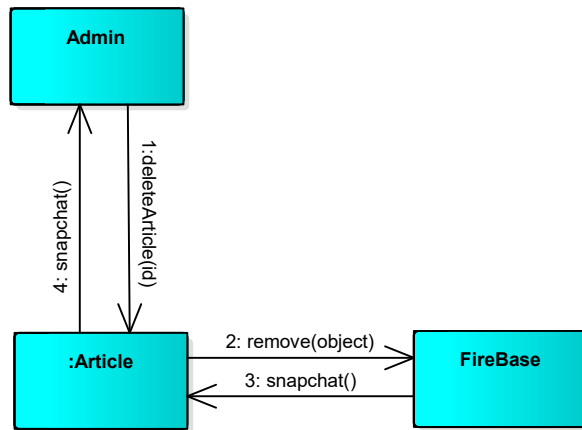 Admin
1:deleteArticle(id)
4: snapchat()
:Article
2: remove(object)
3: snapchat()
FireBase